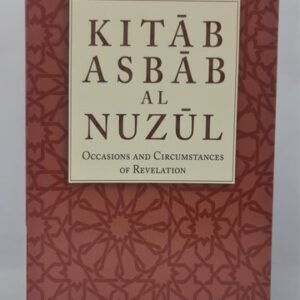 KITĀB
ASBĀB
AL
NUZŪL
OCCASIONS AND CIRCUMSTANCES
OF REVELATION